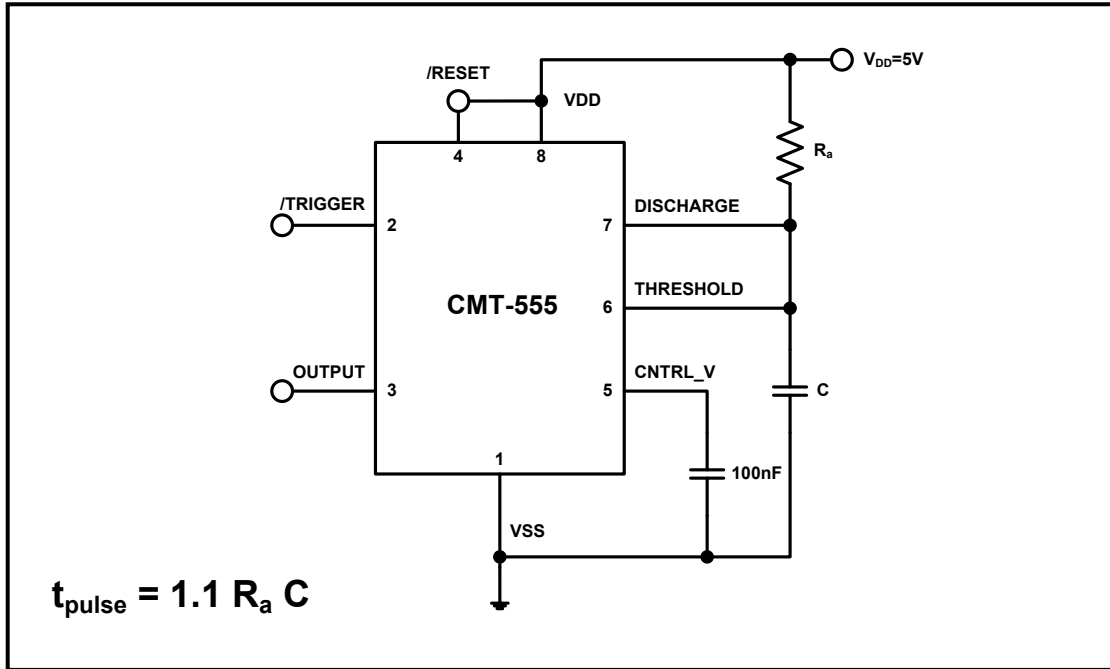 V_DD=5V
/RESET
VDD
4
8
R_a
/TRIGGER
2
DISCHARGE
7
CMT-555
THRESHOLD
6
OUTPUT
3
CNTRL_V
5
C
1
100nF
VSS
t_pulse = 1.1 R_a C